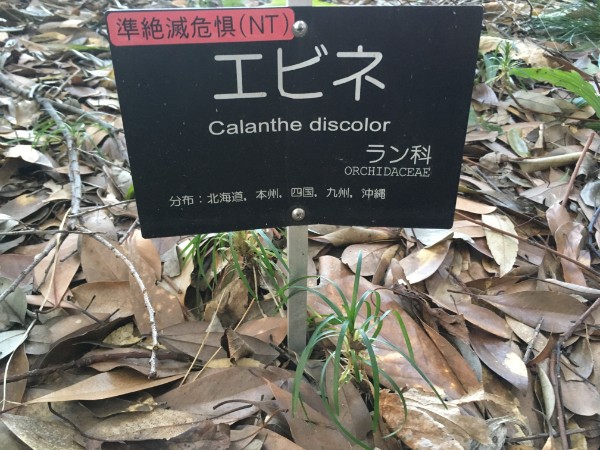 準絶滅危惧(NT)
エビネ
Calanthe discolor
ラン科
ORCHIDACEAE
分布：北海道，本州，四国，九州，沖縄